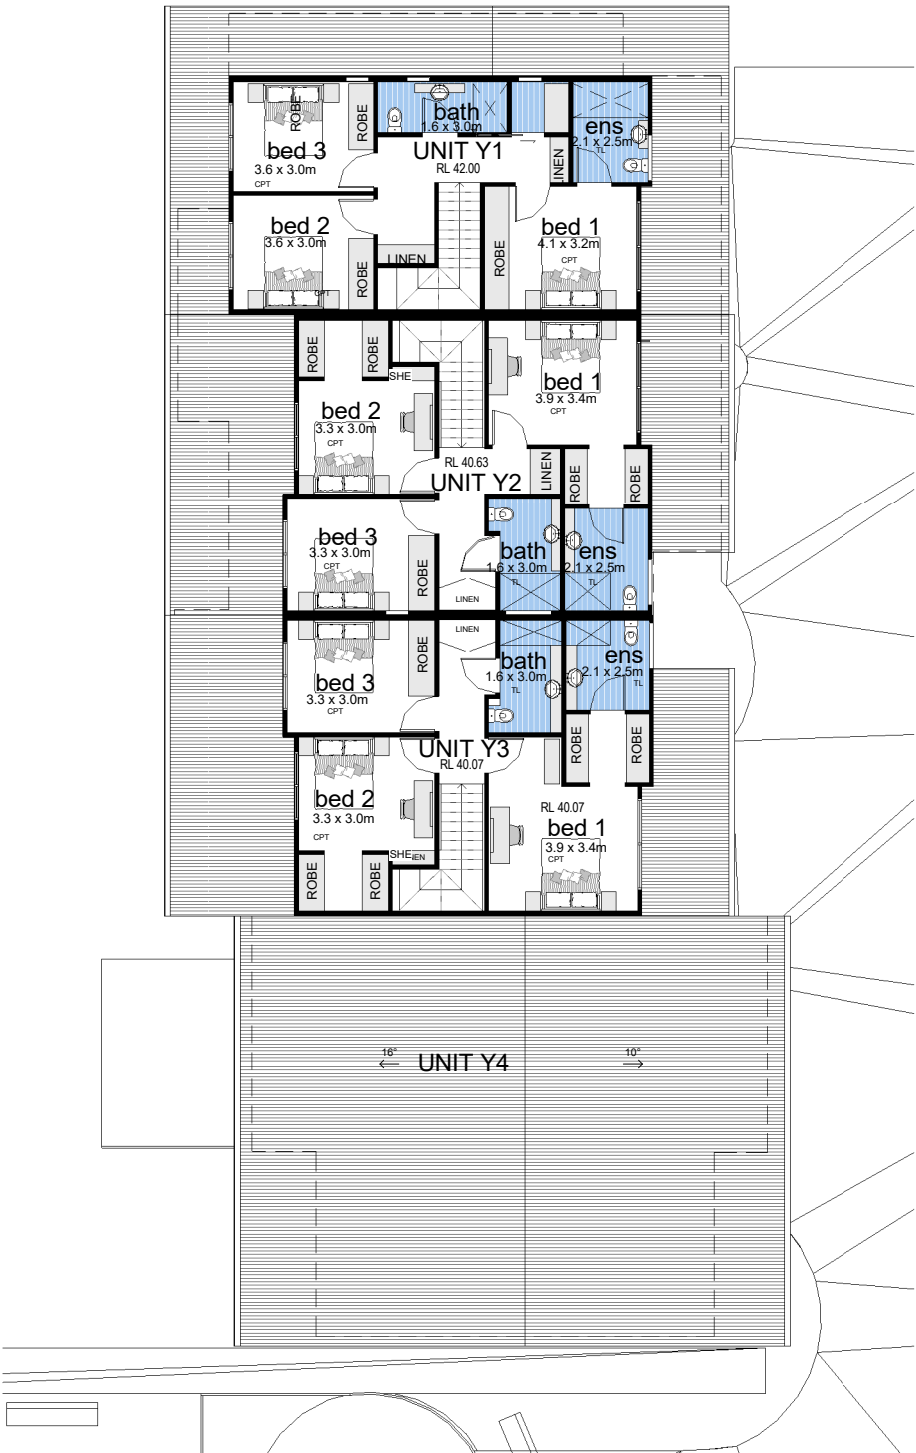 ROBE
ROBE
bed 3
3.6 x 3.0m
CPT
bath
1.6 x 3.0m
ens
2.1 x 2.5m
TL
UNIT Y1
RL 42.00
LINEN
bed 2
3.6 x 3.0m
CPT
ROBE
LINEN
ROBE
bed 1
4.1 x 3.2m
CPT
ROBE
ROBE
SHE
bed 1
3.9 x 3.4m
CPT
bed 2
3.3 x 3.0m
CPT
RL 40.63
UNIT Y2
LINEN
ROBE
ROBE
bed 3
3.3 x 3.0m
CPT
ROBE
LINEN
bath
1.6 x 3.0m
TL
ens
2.1 x 2.5m
TL
LINEN
ROBE
bed 3
3.3 x 3.0m
CPT
bath
1.6 x 3.0m
TL
ens
2.1 x 2.5m
TL
UNIT Y3
RL 40.07
ROBE
ROBE
bed 2
3.3 x 3.0m
CPT
RL 40.07
bed 1
3.9 x 3.4m
CPT
SHE
ROBE
ROBE
16°
UNIT Y4
10°